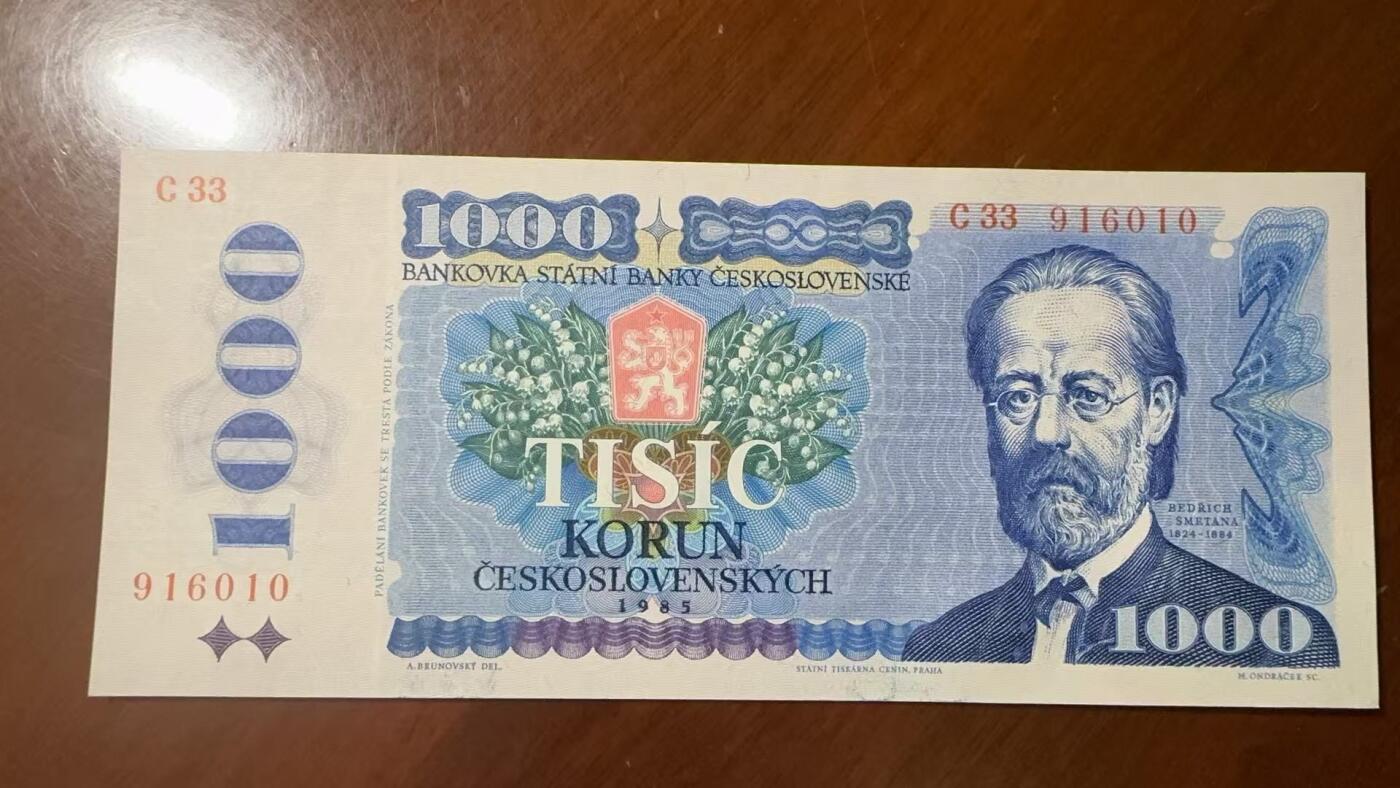 C 33
1000
916010
PADĚLÁNÍ BANKOVEK SE TRESTÁ PODLE ZÁKONA
1000
C 33 916010
BANKOVKA STÁTNÍ BANKY ČESKOSLOVENSKÉ
TISÍC
KORUN
ČESKOSLOVENSKÝCH
1985
BEDŘICH
SMETANA
1824-1884
1000
A. BRUNOVSKÝ DEL.
STÁTNÍ TISKÁRNA CENIN, PRAHA
M. ONDRÁČEK SC.